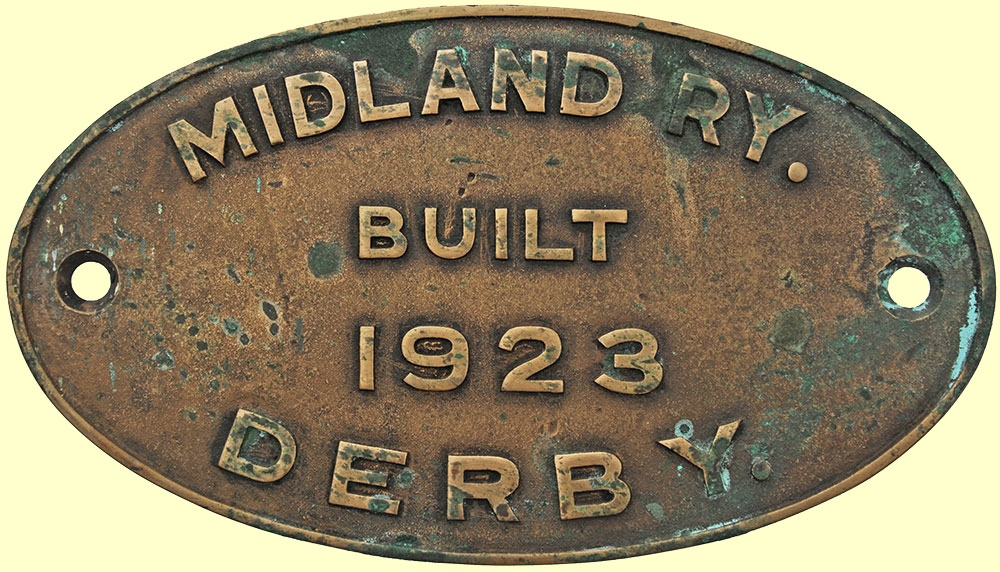 MIDLAND RY.
BUILT
1923
DERBY.